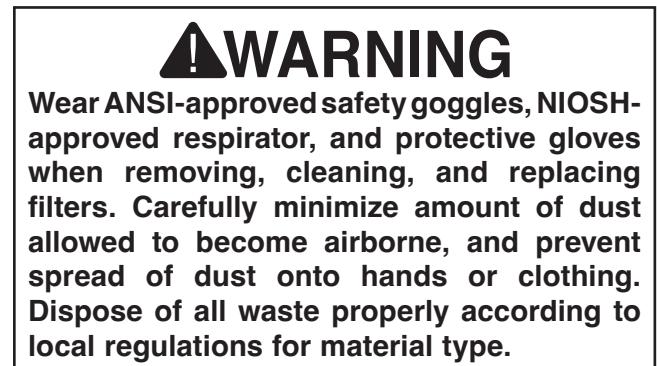 WARNING
Wear ANSI-approved safety goggles, NIOSH-
approved respirator, and protective gloves
when removing, cleaning, and replacing
filters. Carefully minimize amount of dust
allowed to become airborne, and prevent
spread of dust onto hands or clothing.
Dispose of all waste properly according to
local regulations for material type.